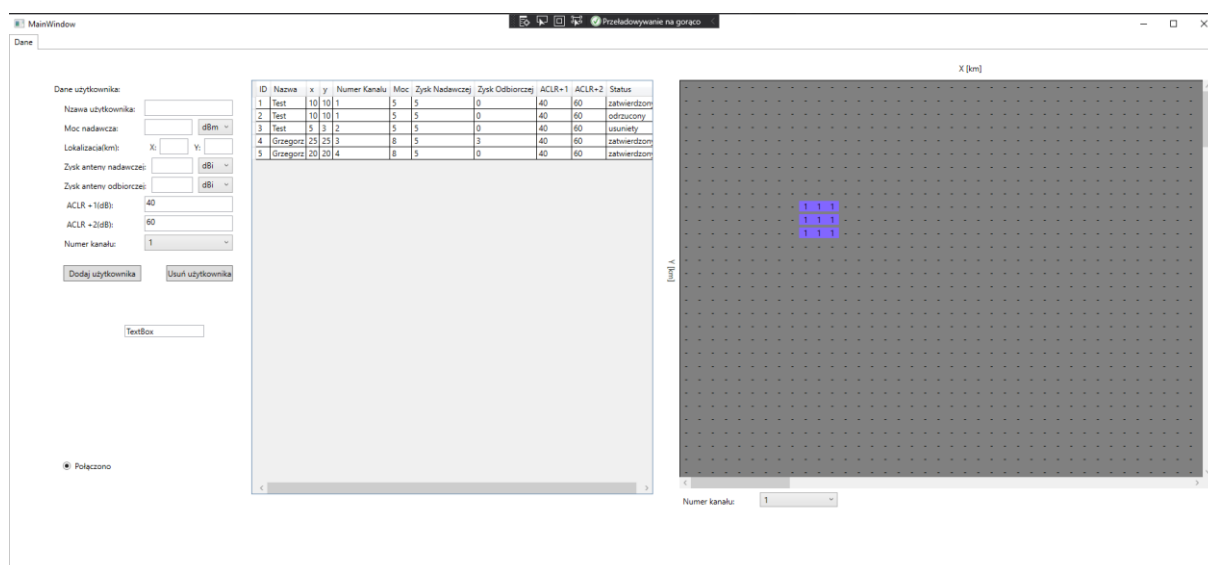 MainWindow
Przeładowywanie na gorąco
Dane
Dane użytkownika:
Nzawa użytkownika:
Moc nadawcza: dBm
Lokalizacia(km): X: Y:
Zysk anteny nadawczei: dBi
Zysk anteny odbiorczei: dBi
ACLR +1(dB): 40
ACLR +2(dB): 60
Numer kanału: 1
Dodaj użytkownika Usuń użytkownika
TextBox
Połączono
ID Nazwa x y Numer Kanalu Moc Zysk Nadawczej Zysk Odbiorczej ACLR+1 ACLR+2 Status
1 Test 10 10 1 5 5 0 40 60 zatwierdzony
2 Test 10 10 1 5 5 0 40 60 odrzucony
3 Test 5 3 2 5 5 0 40 60 usuniety
4 Grzegorz 25 25 3 8 5 3 40 60 zatwierdzony
5 Grzegorz 20 20 4 8 5 0 40 60 zatwierdzony
X [km]
Y [km]
1 1 1
1 1 1
1 1 1
Numer kanału: 1